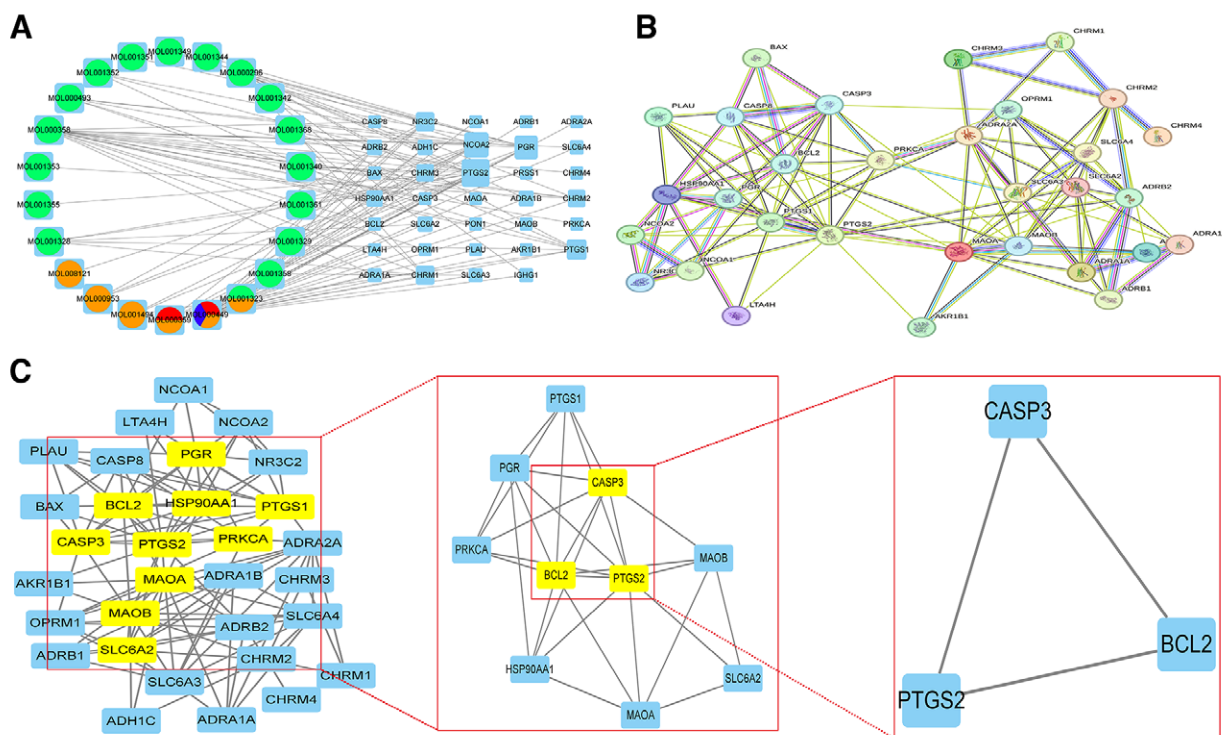 A
MOL001349
MOL001351
MOL001344
MOL001352
MOL000296
MOL000493
MOL001342
MOL000358
MOL001368
MOL001353
MOL001340
MOL001355
MOL001361
MOL001328
MOL001329
MOL008121
MOL001358
MOL000953
MOL001323
MOL001494
MOL000359
MOL000449
CASP8 NR3C2 NCOA1 ADRB1 ADRA2A
ADRB2 ADH1C NCOA2 PGR SLC6A4
BAX CHRM3 PTGS2 PRSS1 CHRM4
HSP90AA1 CASP3 MAOA ADRA1B CHRM2
BCL2 SLC6A2 PON1 MAOB PRKCA
LTA4H OPRM1 PLAU AKR1B1 PTGS1
ADRA1A CHRM1 SLC6A3 IGHG1
B
BAX
CHRM1
CHRM3
PLAU
CASP8
CASP3
CHRM2
OPRM1
CHRM4
ADRA2A
BCL2
PRKCA
SLC6A4
HSP90AA1
PGR
SLC6A3
SLC6A2
ADRB2
NCOA2
PTGS1
PTGS2
MAOA
MAOB
ADRA1
NR3C
NCOA1
ADRA1A
ADRB1
LTA4H
AKR1B1
C
NCOA1
LTA4H
NCOA2
PLAU
CASP8
PGR
NR3C2
BAX
BCL2
HSP90AA1
PTGS1
CASP3
PTGS2
PRKCA
ADRA2A
AKR1B1
MAOA
ADRA1B
CHRM3
OPRM1
MAOB
ADRB2
SLC6A4
ADRB1
SLC6A2
CHRM2
CHRM1
SLC6A3
CHRM4
ADH1C
ADRA1A
PTGS1
PGR
CASP3
PRKCA
MAOB
BCL2
PTGS2
HSP90AA1
SLC6A2
MAOA
CASP3
BCL2
PTGS2